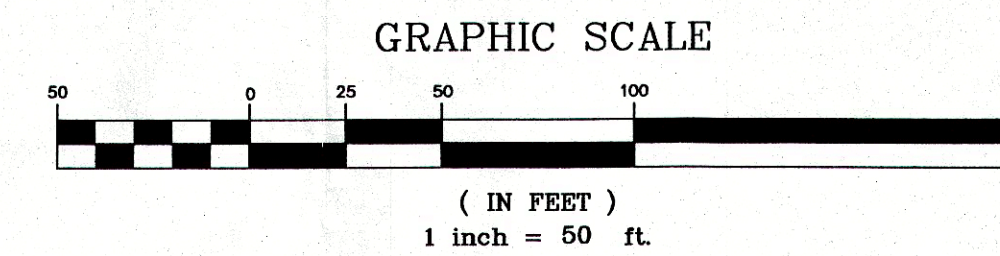 GRAPHIC SCALE
50 0 25 50 100
( IN FEET )
1 inch = 50 ft.